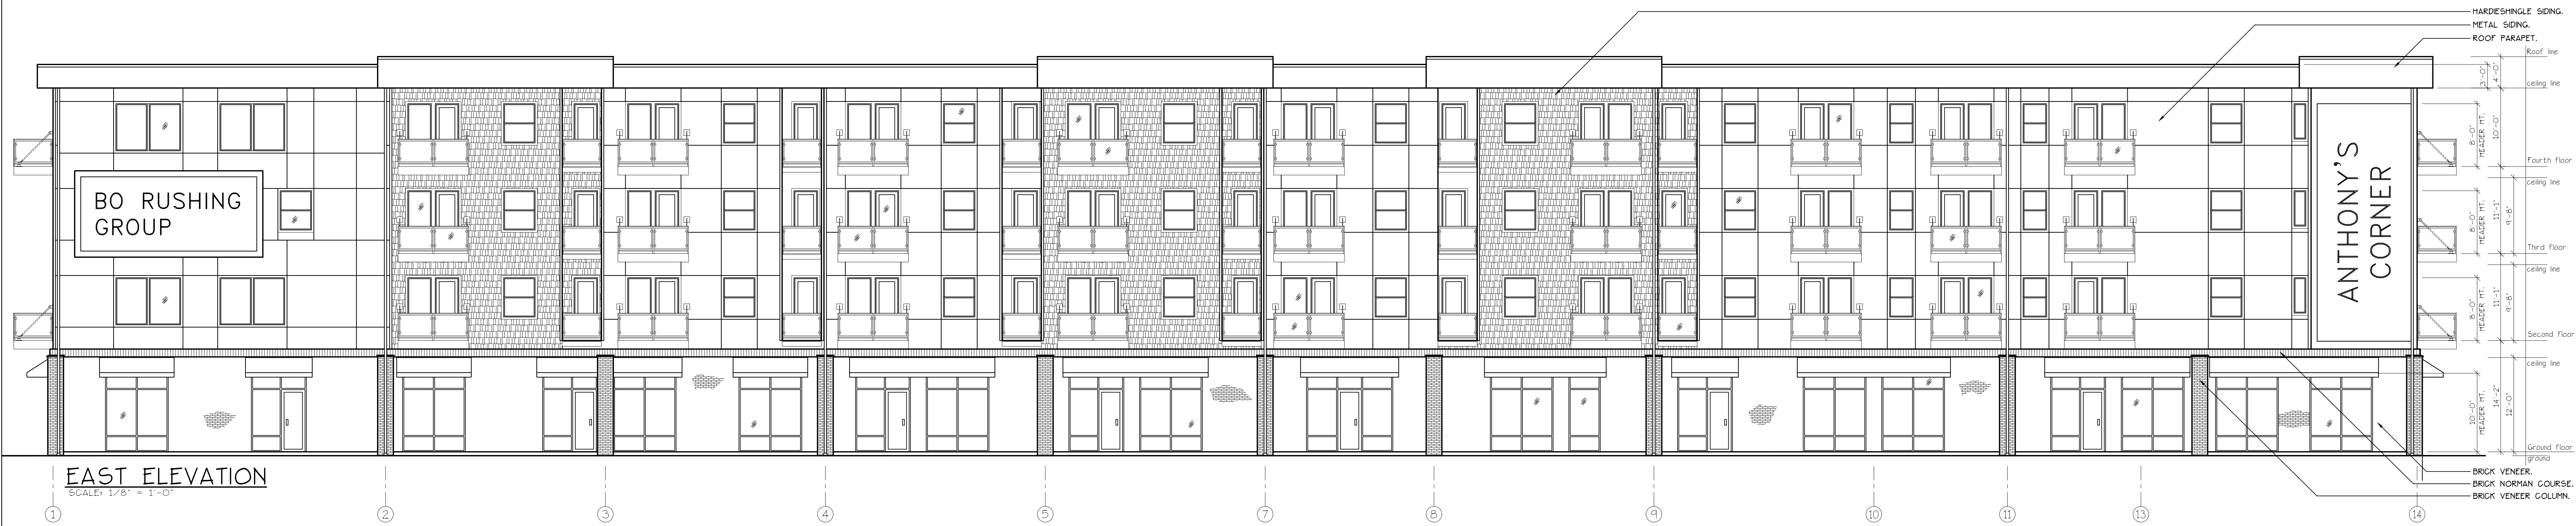 HARDIESHINGLE SIDING.
METAL SIDING.
ROOF PARAPET.
Roof line
3'-0"
4'-0"
ceiling line
8'-0"
HEADER HT.
10'-0"
Fourth floor
ceiling line
8'-0"
HEADER HT.
11'-1"
9'-8"
Third floor
ceiling line
8'-0"
HEADER HT.
11'-1"
9'-8"
Second floor
ceiling line
10'-0"
HEADER HT.
14'-2"
12'-0"
Ground floor
ground
BO RUSHING
GROUP
ANTHONY'S
CORNER
BRICK VENEER.
BRICK NORMAN COURSE.
BRICK VENEER COLUMN.
EAST ELEVATION
SCALE: 1/8" = 1'-0"
1 2 3 4 5 7 8 9 10 11 13 14